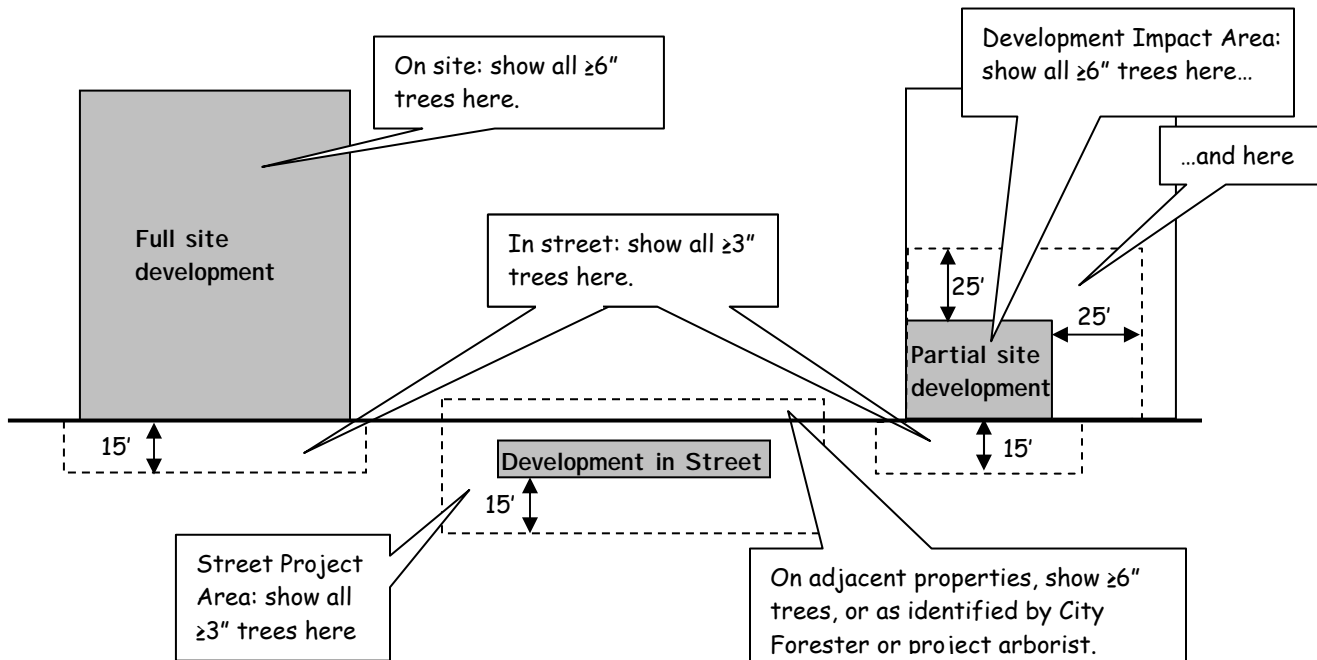 On site: show all ≥6”
trees here.
Development Impact Area:
show all ≥6” trees here…
…and here
Full site
development
In street: show all ≥3”
trees here.
25’
25’
Partial site
development
15’
Development in Street
15’
15’
Street Project
Area: show all
≥3” trees here
On adjacent properties, show ≥6”
trees, or as identified by City
Forester or project arborist.